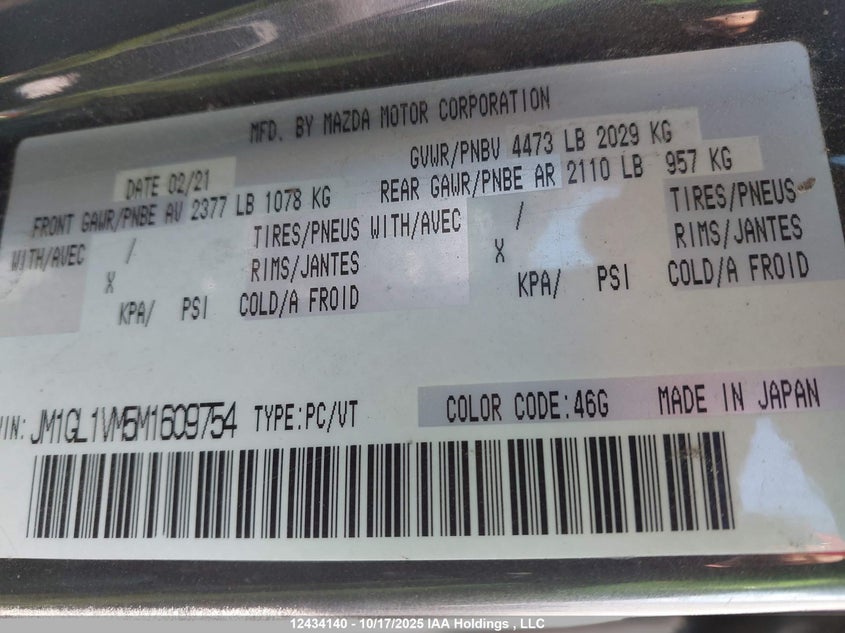 MFD. BY MAZDA MOTOR CORPORATION
DATE 02/21
GVWR/PNBV 4473 LB 2029 KG
FRONT GAWR/PNBE AV 2377 LB 1078 KG
REAR GAWR/PNBE AR 2110 LB 957 KG
WITH/AVEC / TIRES/PNEUS WITH/AVEC / TIRES/PNEUS
X RIMS/JANTES X RIMS/JANTES
KPA/ PSI COLD/A FROID KPA/ PSI COLD/A FROID
VIN: JM1GL1VM5M1609754 TYPE:PC/VT COLOR CODE:46G MADE IN JAPAN
12434140 - 10/17/2025 IAA Holdings , LLC